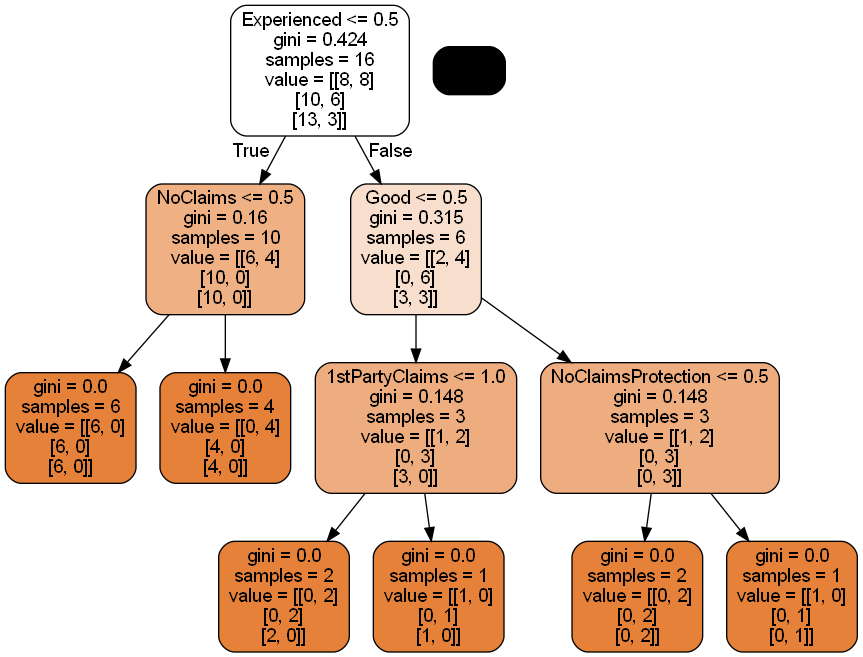 Experienced <= 0.5
gini = 0.424
samples = 16
value = [[8, 8]
[10, 6]
[13, 3]]
True
False
NoClaims <= 0.5
gini = 0.16
samples = 10
value = [[6, 4]
[10, 0]
[10, 0]]
Good <= 0.5
gini = 0.315
samples = 6
value = [[2, 4]
[0, 6]
[3, 3]]
gini = 0.0
samples = 6
value = [[6, 0]
[6, 0]
[6, 0]]
gini = 0.0
samples = 4
value = [[0, 4]
[4, 0]
[4, 0]]
1stPartyClaims <= 1.0
gini = 0.148
samples = 3
value = [[1, 2]
[0, 3]
[3, 0]]
NoClaimsProtection <= 0.5
gini = 0.148
samples = 3
value = [[1, 2]
[0, 3]
[0, 3]]
gini = 0.0
samples = 2
value = [[0, 2]
[0, 2]
[2, 0]]
gini = 0.0
samples = 1
value = [[1, 0]
[0, 1]
[1, 0]]
gini = 0.0
samples = 2
value = [[0, 2]
[0, 2]
[0, 2]]
gini = 0.0
samples = 1
value = [[1, 0]
[0, 1]
[0, 1]]